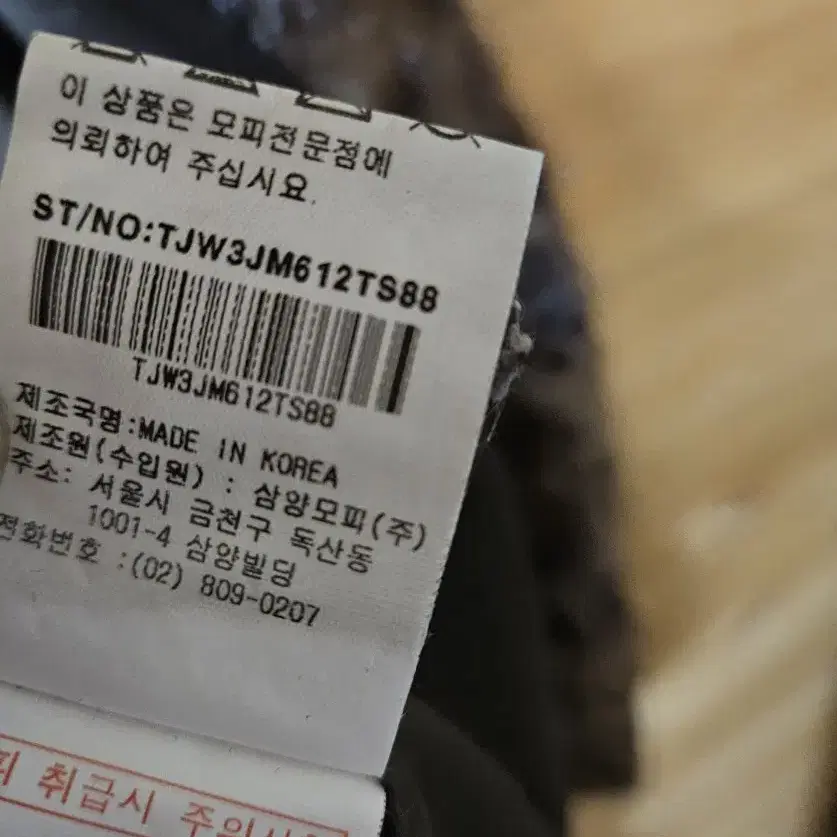 이 상품은 모피전문점에
의뢰하여 주십시요.
ST/NO:TJW3JM612TS88
TJW3JM612TS88
제조국명:MADE IN KOREA
제조원(수입원) : 삼양모피(주)
주소: 서울시 금천구 독산동
1001-4 삼양빌딩
전화번호 :(02) 809-0207
피 취급시 주의사항